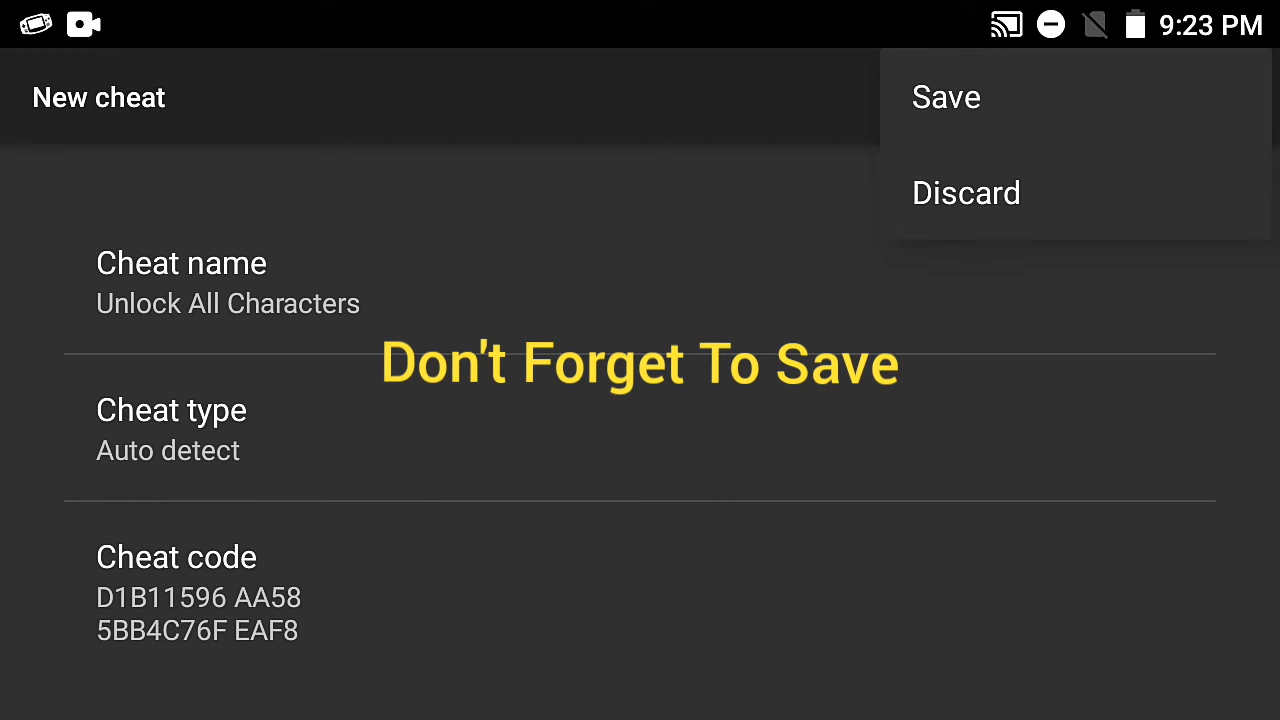 9:23 PM
New cheat
Save
Discard
Cheat name
Unlock All Characters
Don't Forget To Save
Cheat type
Auto detect
Cheat code
D1B11596 AA58
5BB4C76F EAF8